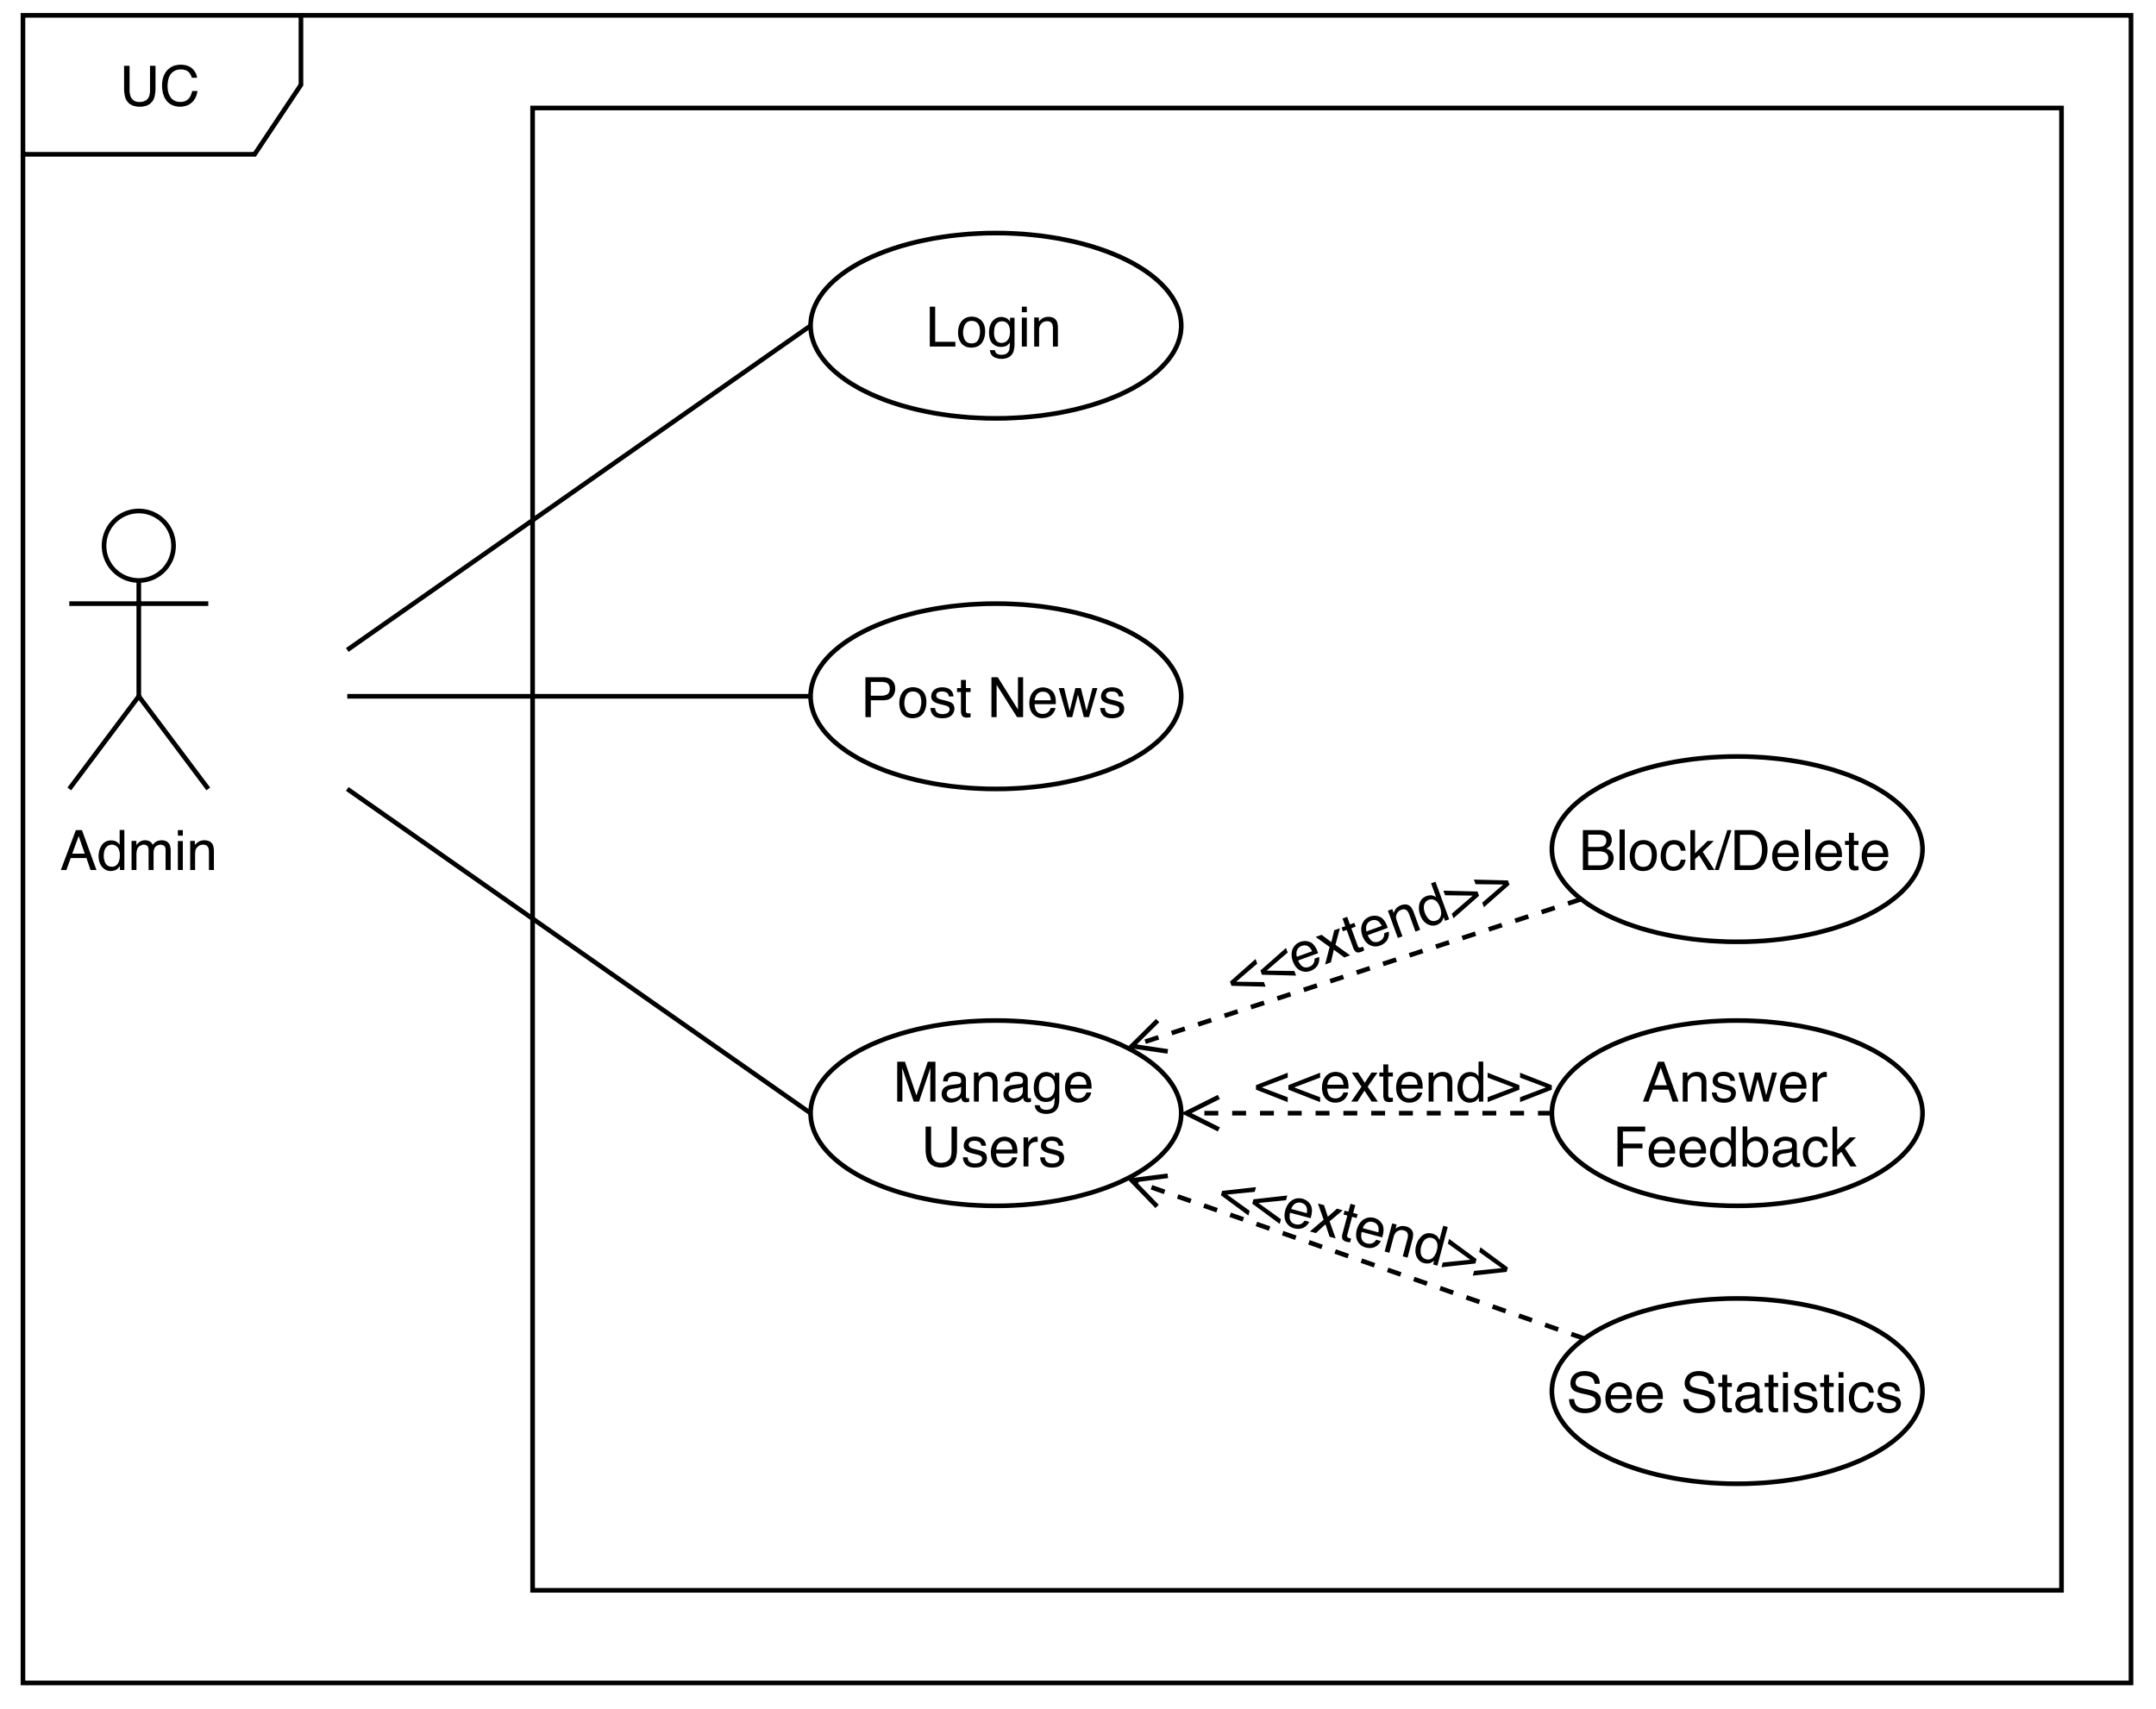 UC
Login
Post News
Admin
Block/Delete
<<extend>>
Manage
Users
<<extend>>
Answer
Feedback
<<extend>>
See Statistics